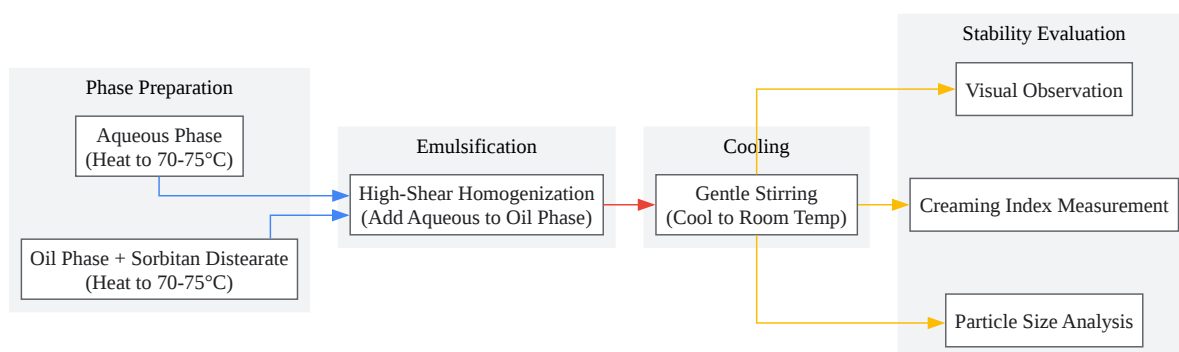 Phase Preparation
Aqueous Phase
(Heat to 70-75°C)
Oil Phase + Sorbitan Distearate
(Heat to 70-75°C)
Emulsification
High-Shear Homogenization
(Add Aqueous to Oil Phase)
Cooling
Gentle Stirring
(Cool to Room Temp)
Stability Evaluation
Visual Observation
Creaming Index Measurement
Particle Size Analysis